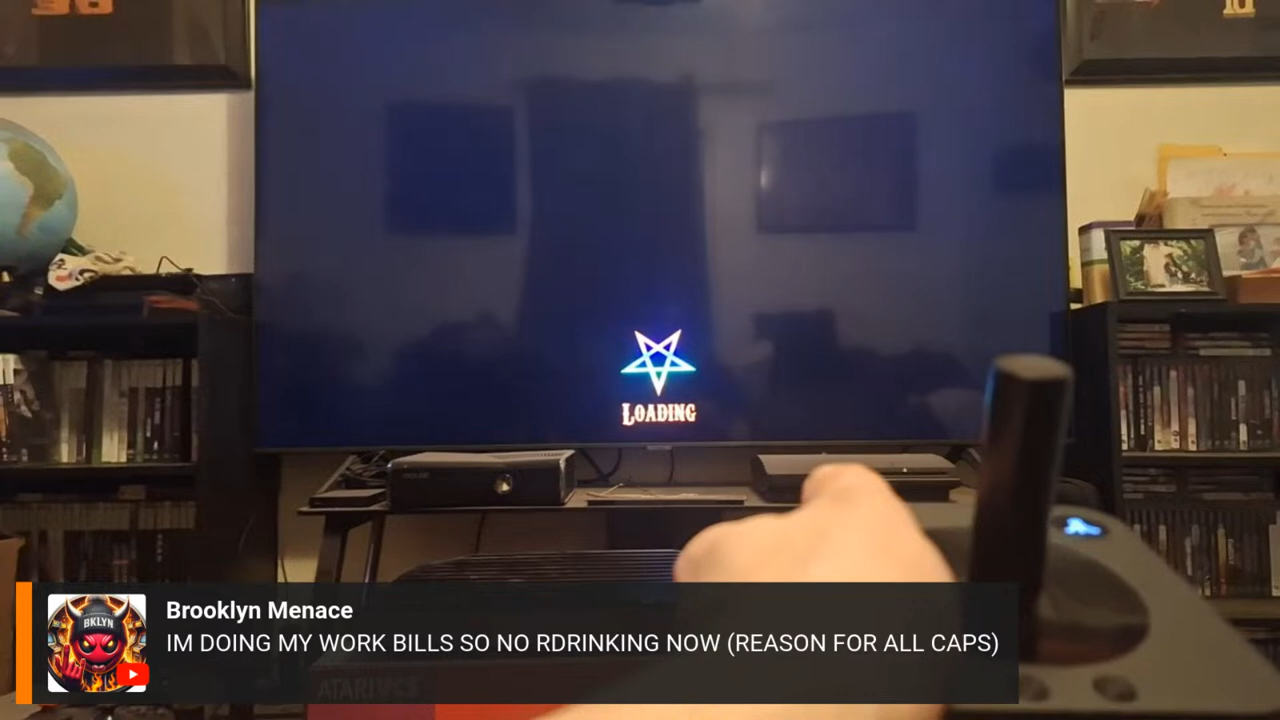 LOADING
Brooklyn Menace
IM DOING MY WORK BILLS SO NO RDRINKING NOW (REASON FOR ALL CAPS)
BKLYN
ATARI VCS